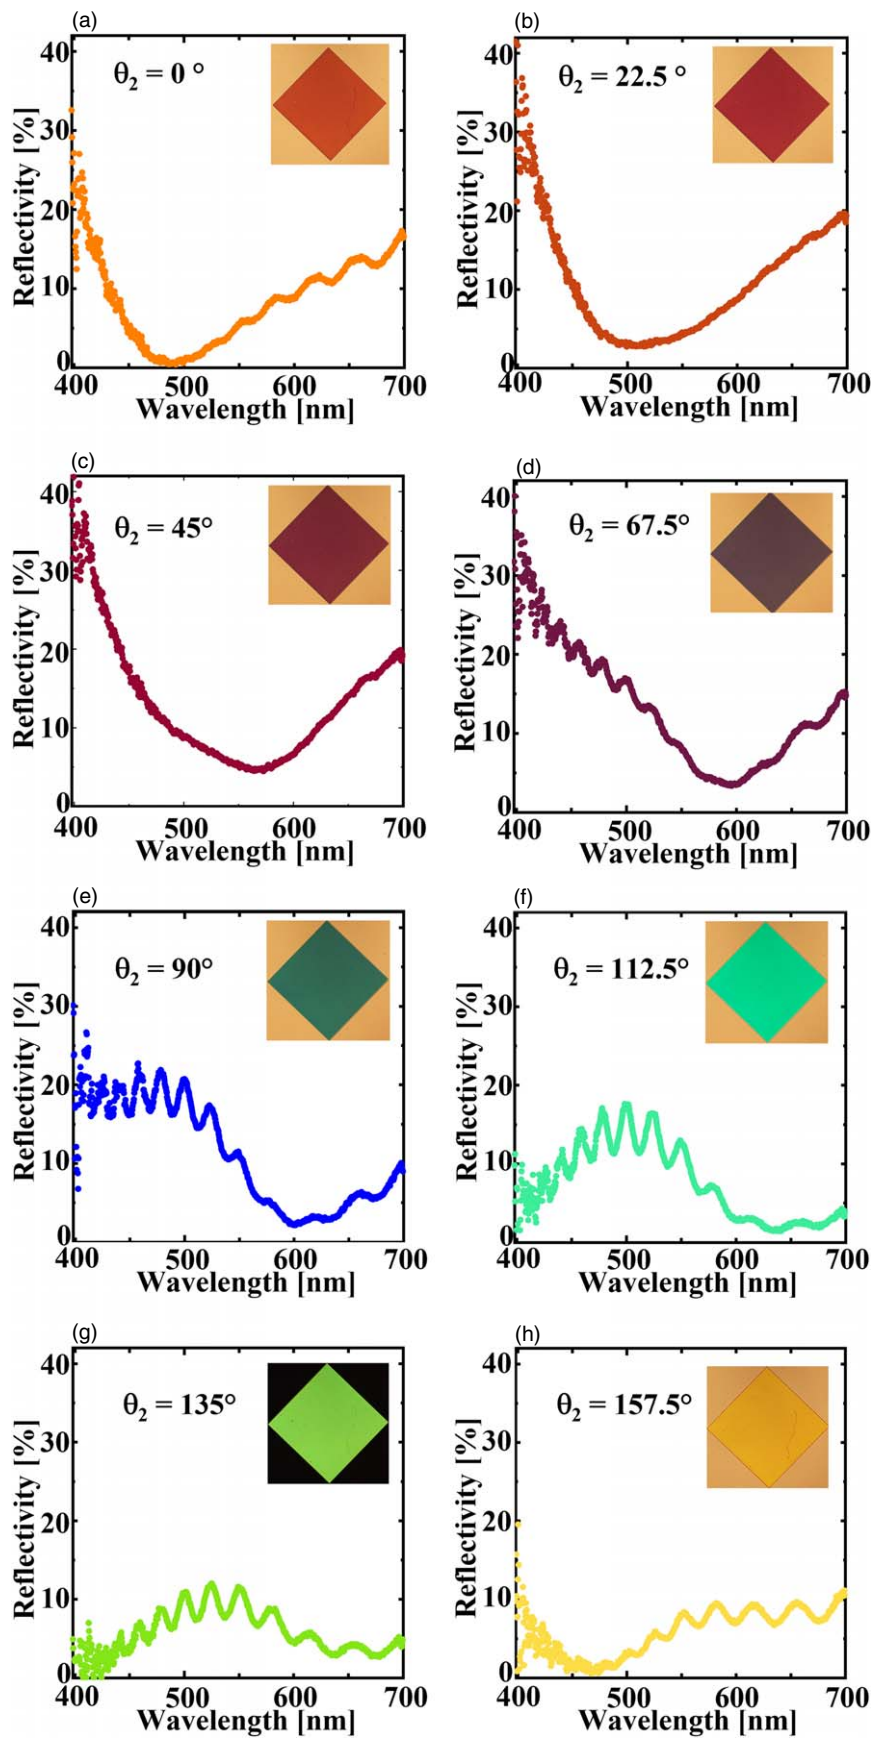 (a)
θ2 = 0 °
Reflectivity [%]
40
30
20
10
0
400 500 600 700
Wavelength [nm]
(b)
θ2 = 22.5 °
Reflectivity [%]
40
30
20
10
0
400 500 600 700
Wavelength [nm]
(c)
θ2 = 45°
Reflectivity [%]
40
30
20
10
0
400 500 600 700
Wavelength [nm]
(d)
θ2 = 67.5°
Reflectivity [%]
40
30
20
10
0
400 500 600 700
Wavelength [nm]
(e)
θ2 = 90°
Reflectivity [%]
40
30
20
10
0
400 500 600 700
Wavelength [nm]
(f)
θ2 = 112.5°
Reflectivity [%]
40
30
20
10
0
400 500 600 700
Wavelength [nm]
(g)
θ2 = 135°
Reflectivity [%]
40
30
20
10
0
400 500 600 700
Wavelength [nm]
(h)
θ2 = 157.5°
Reflectivity [%]
40
30
20
10
0
400 500 600 700
Wavelength [nm]